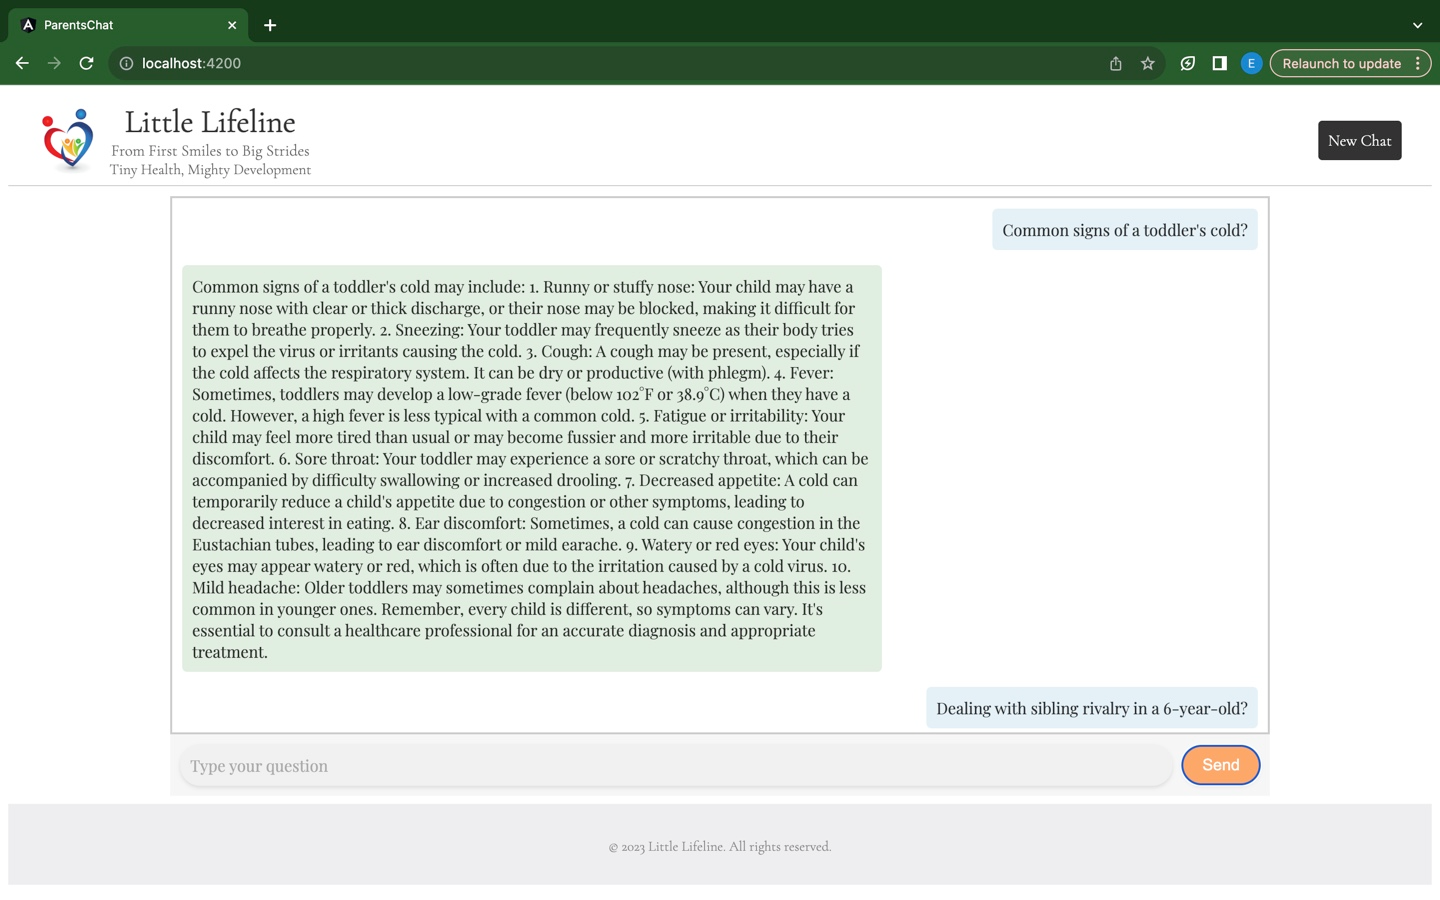 ParentsChat
localhost:4200
E
Relaunch to update
Little Lifeline
From First Smiles to Big Strides
Tiny Health, Mighty Development
New Chat
Common signs of a toddler's cold?
Common signs of a toddler's cold may include: 1. Runny or stuffy nose: Your child may have a
runny nose with clear or thick discharge, or their nose may be blocked, making it difficult for
them to breathe properly. 2. Sneezing: Your toddler may frequently sneeze as their body tries
to expel the virus or irritants causing the cold. 3. Cough: A cough may be present, especially if
the cold affects the respiratory system. It can be dry or productive (with phlegm). 4. Fever:
Sometimes, toddlers may develop a low-grade fever (below 102°F or 38.9°C) when they have a
cold. However, a high fever is less typical with a common cold. 5. Fatigue or irritability: Your
child may feel more tired than usual or may become fussier and more irritable due to their
discomfort. 6. Sore throat: Your toddler may experience a sore or scratchy throat, which can be
accompanied by difficulty swallowing or increased drooling. 7. Decreased appetite: A cold can
temporarily reduce a child's appetite due to congestion or other symptoms, leading to
decreased interest in eating. 8. Ear discomfort: Sometimes, a cold can cause congestion in the
Eustachian tubes, leading to ear discomfort or mild earache. 9. Watery or red eyes: Your child's
eyes may appear watery or red, which is often due to the irritation caused by a cold virus. 10.
Mild headache: Older toddlers may sometimes complain about headaches, although this is less
common in younger ones. Remember, every child is different, so symptoms can vary. It's
essential to consult a healthcare professional for an accurate diagnosis and appropriate
treatment.
Dealing with sibling rivalry in a 6-year-old?
Type your question
Send
© 2023 Little Lifeline. All rights reserved.